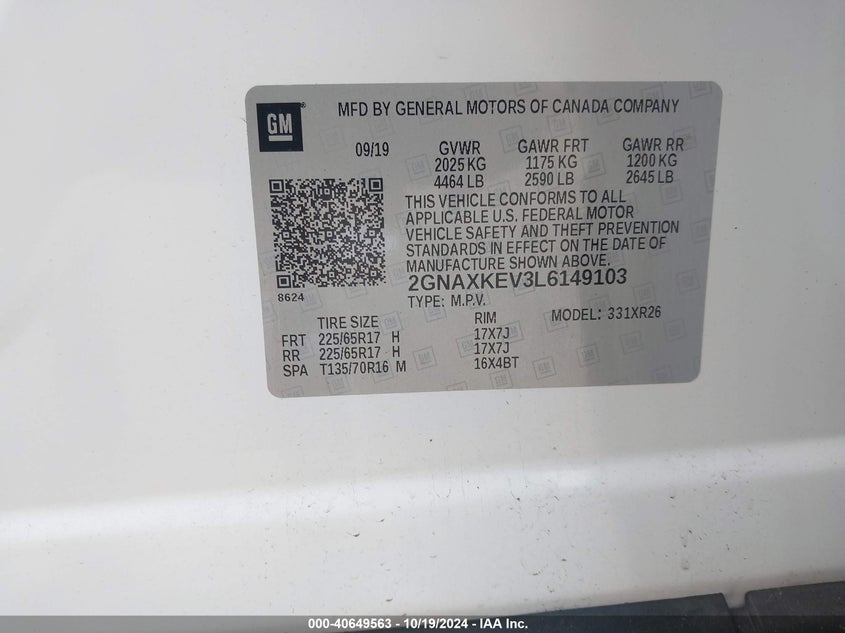 GM ®
MFD BY GENERAL MOTORS OF CANADA COMPANY
09/19 GVWR GAWR FRT GAWR RR
2025 KG 1175 KG 1200 KG
4464 LB 2590 LB 2645 LB
THIS VEHICLE CONFORMS TO ALL
APPLICABLE U.S. FEDERAL MOTOR
VEHICLE SAFETY AND THEFT PREVENTION
STANDARDS IN EFFECT ON THE DATE OF
MANUFACTURE SHOWN ABOVE.
8624
2GNAXKEV3L6149103
TYPE: M.P.V.
TIRE SIZE RIM MODEL: 331XR26
FRT 225/65R17 H 17X7J
RR 225/65R17 H 17X7J
SPA T135/70R16 M 16X4BT
000-40649563 - 10/19/2024 - IAA Inc.